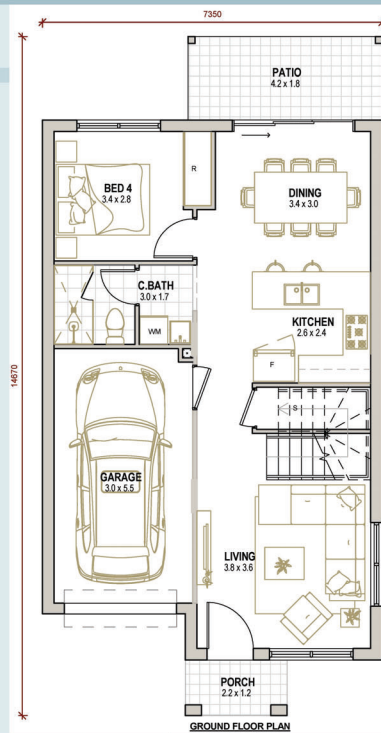 7350
PATIO
4.2 x 1.8
14670
BED 4
3.4 x 2.8
R
DINING
3.4 x 3.0
C.BATH
3.0 x 1.7
WM
KITCHEN
2.6 x 2.4
F
S
GARAGE
3.0 x 5.5
LIVING
3.8 x 3.6
PORCH
2.2 x 1.2
GROUND FLOOR PLAN